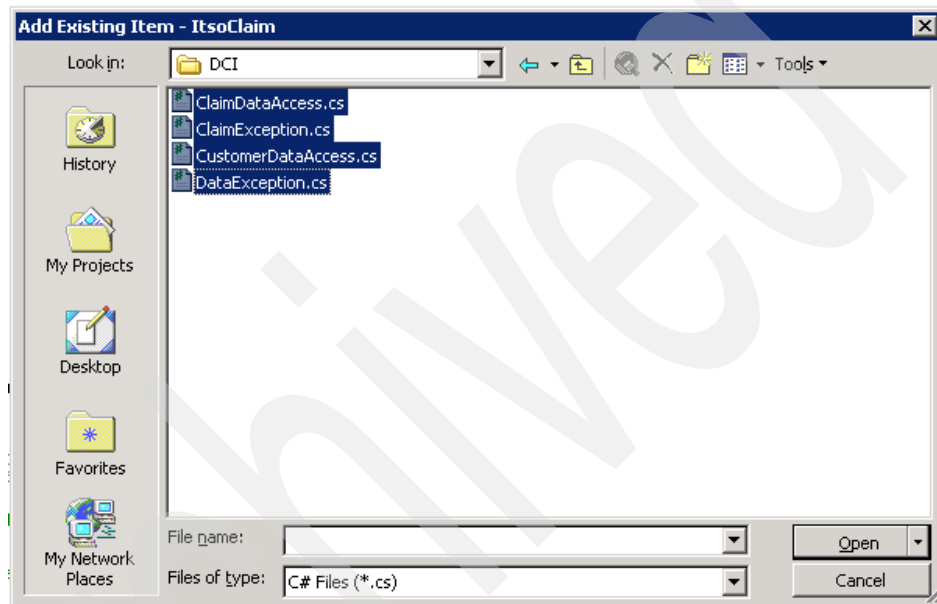 Add Existing Item - ItsoClaim
Look in: DCI Tools
ClaimDataAccess.cs
ClaimException.cs
CustomerDataAccess.cs
DataException.cs
History
My Projects
Desktop
Favorites
My Network
Places
File name: Open
Files of type: C# Files (*.cs) Cancel